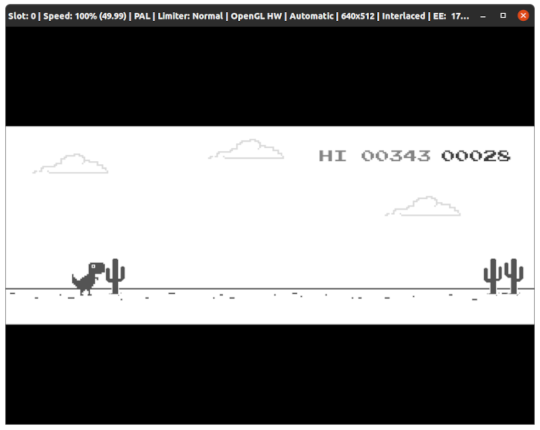 Slot: 0 | Speed: 100% (49.99) | PAL | Limiter: Normal | OpenGL HW | Automatic | 640x512 | Interlaced | EE: 17...
HI 00343 00028